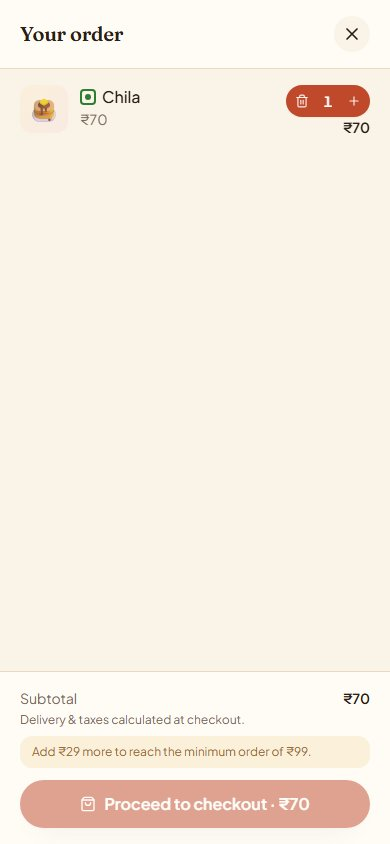 Your order
Chila
₹70
1
₹70
Subtotal
₹70
Delivery & taxes calculated at checkout.
Add ₹29 more to reach the minimum order of ₹99.
Proceed to checkout · ₹70